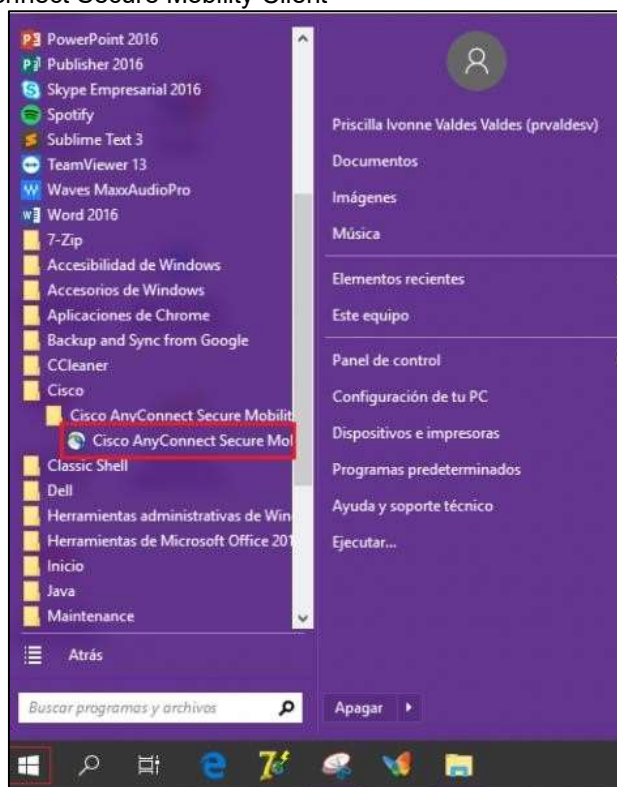 nnect Secure Mobility Client
PowerPoint 2016
Publisher 2016
Skype Empresarial 2016
Spotify
Sublime Text 3
TeamViewer 13
Waves MaxxAudioPro
Word 2016
7-Zip
Accesibilidad de Windows
Accesorios de Windows
Aplicaciones de Chrome
Backup and Sync from Google
CCleaner
Cisco
Cisco AnyConnect Secure Mobilit
Cisco AnyConnect Secure Mol
Classic Shell
Dell
Herramientas administrativas de Win
Herramientas de Microsoft Office 201
Inicio
Java
Maintenance
Atrás
Buscar programas y archivos
Priscilla Ivonne Valdes Valdes (prvaldesv)
Documentos
Imágenes
Música
Elementos recientes
Este equipo
Panel de control
Configuración de tu PC
Dispositivos e impresoras
Programas predeterminados
Ayuda y soporte técnico
Ejecutar...
Apagar